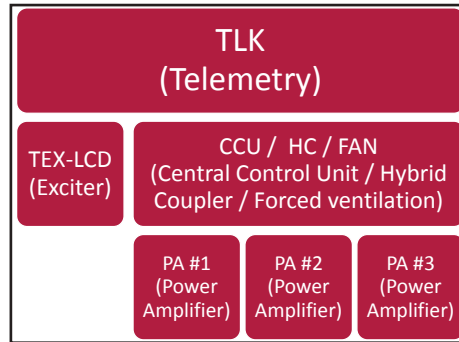 TLK
(Telemetry)
TEX-LCD
(Exciter)
CCU / HC / FAN
(Central Control Unit / Hybrid
Coupler / Forced ventilation)
PA #1
(Power
Amplifier)
PA #2
(Power
Amplifier)
PA #3
(Power
Amplifier)